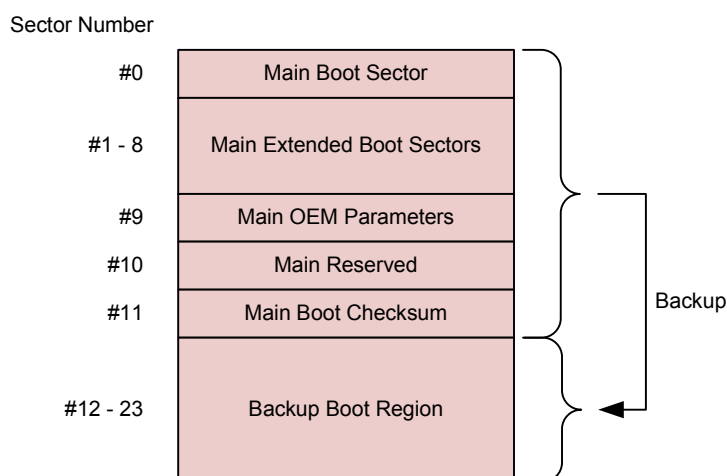 Sector Number
#0 Main Boot Sector
#1 - 8 Main Extended Boot Sectors
#9 Main OEM Parameters
#10 Main Reserved
#11 Main Boot Checksum
Backup
#12 - 23 Backup Boot Region